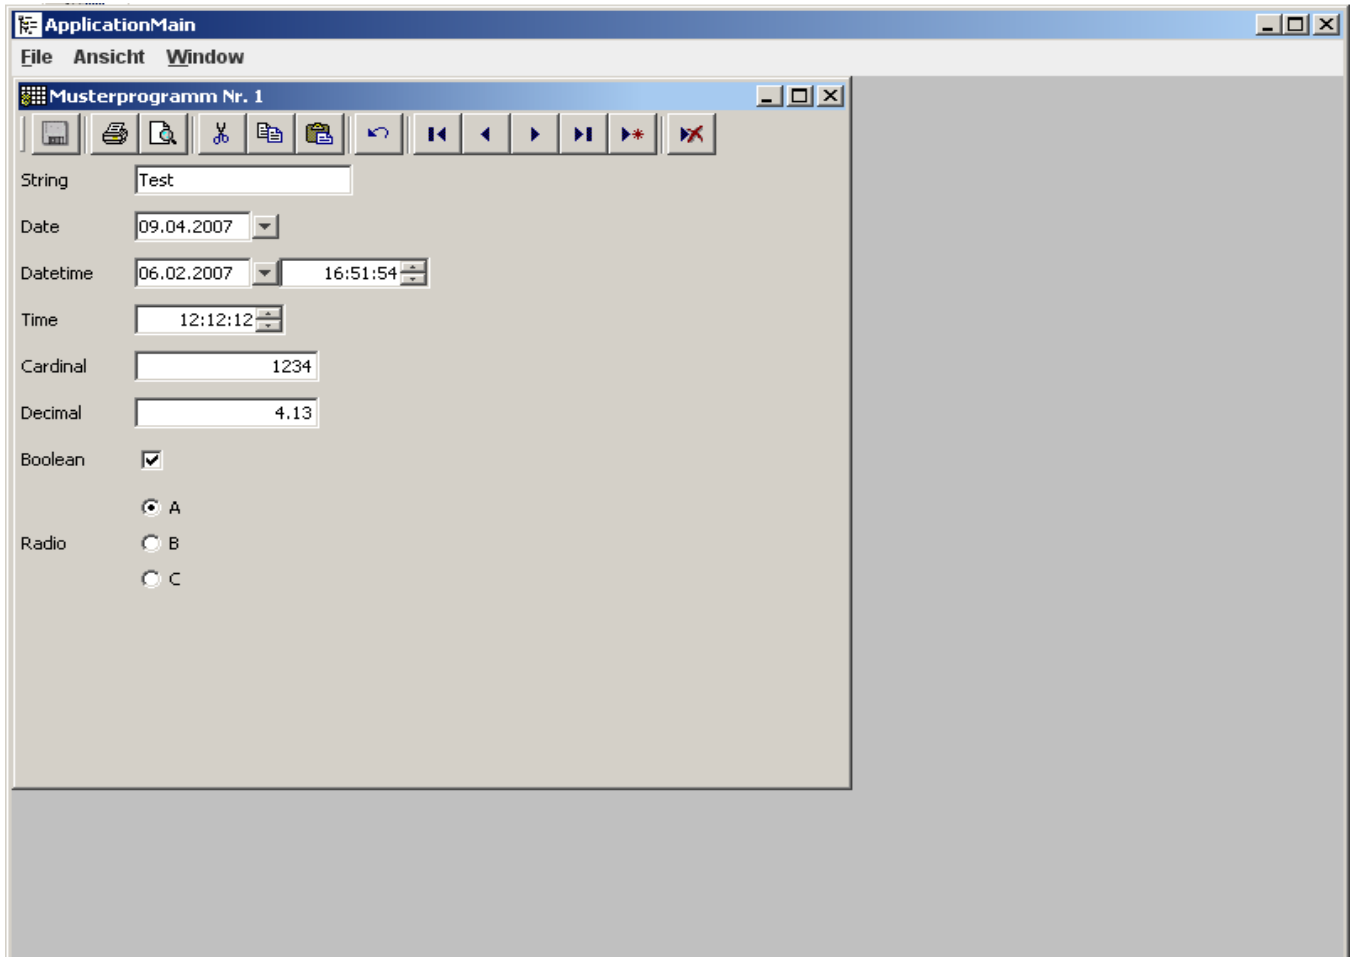 ApplicationMain
File Ansicht Window
Musterprogramm Nr. 1
String Test
Date 09.04.2007
Datetime 06.02.2007 16:51:54
Time 12:12:12
Cardinal 1234
Decimal 4.13
Boolean
A
Radio B
C